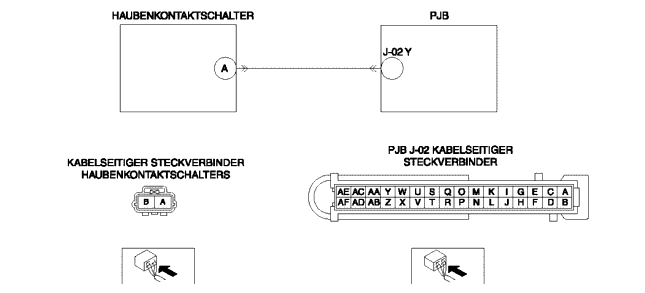 HAUBENKONTAKTSCHALTER
PJB
A
J-02 Y
KABELSEITIGER STECKVERBINDER
HAUBENKONTAKTSCHALTERS
B A
PJB J-02 KABELSEITIGER
STECKVERBINDER
AE AC AA Y W U S Q O M K I G E C A
AF AD AB Z X V T R P N L J H F D B